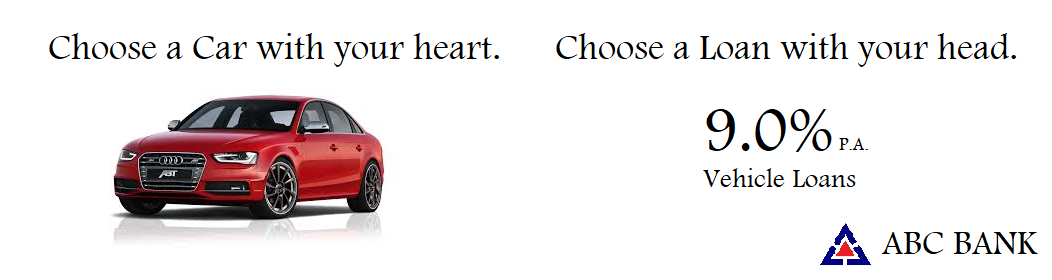 Choose a Car with your heart.
Choose a Loan with your head.
9.0% P.A.
Vehicle Loans
ABT
ABC BANK